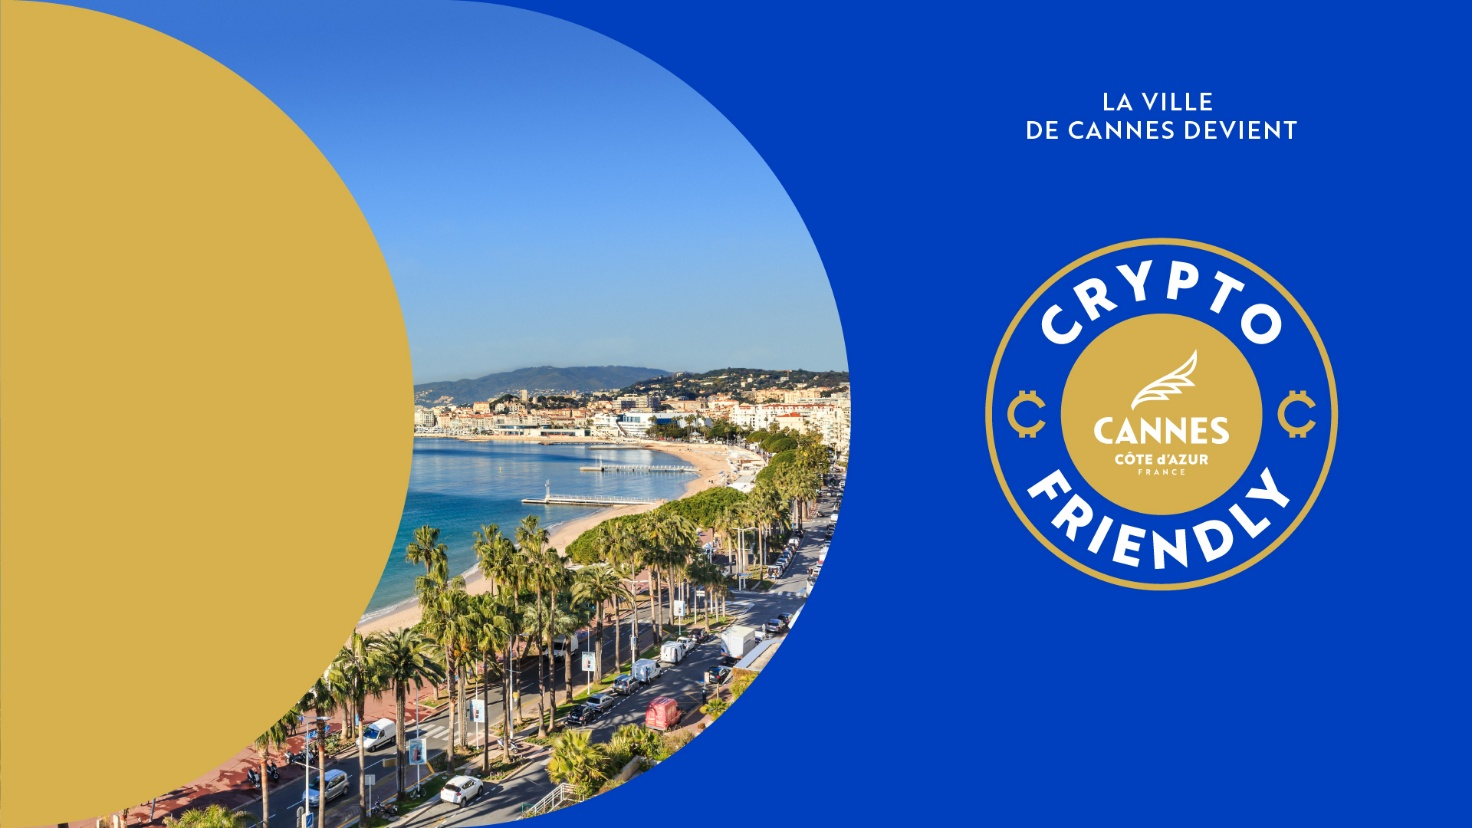 LA VILLE
DE CANNES DEVIENT
CRYPTO
CANNES
CÔTE d'AZUR
FRANCE
FRIENDLY